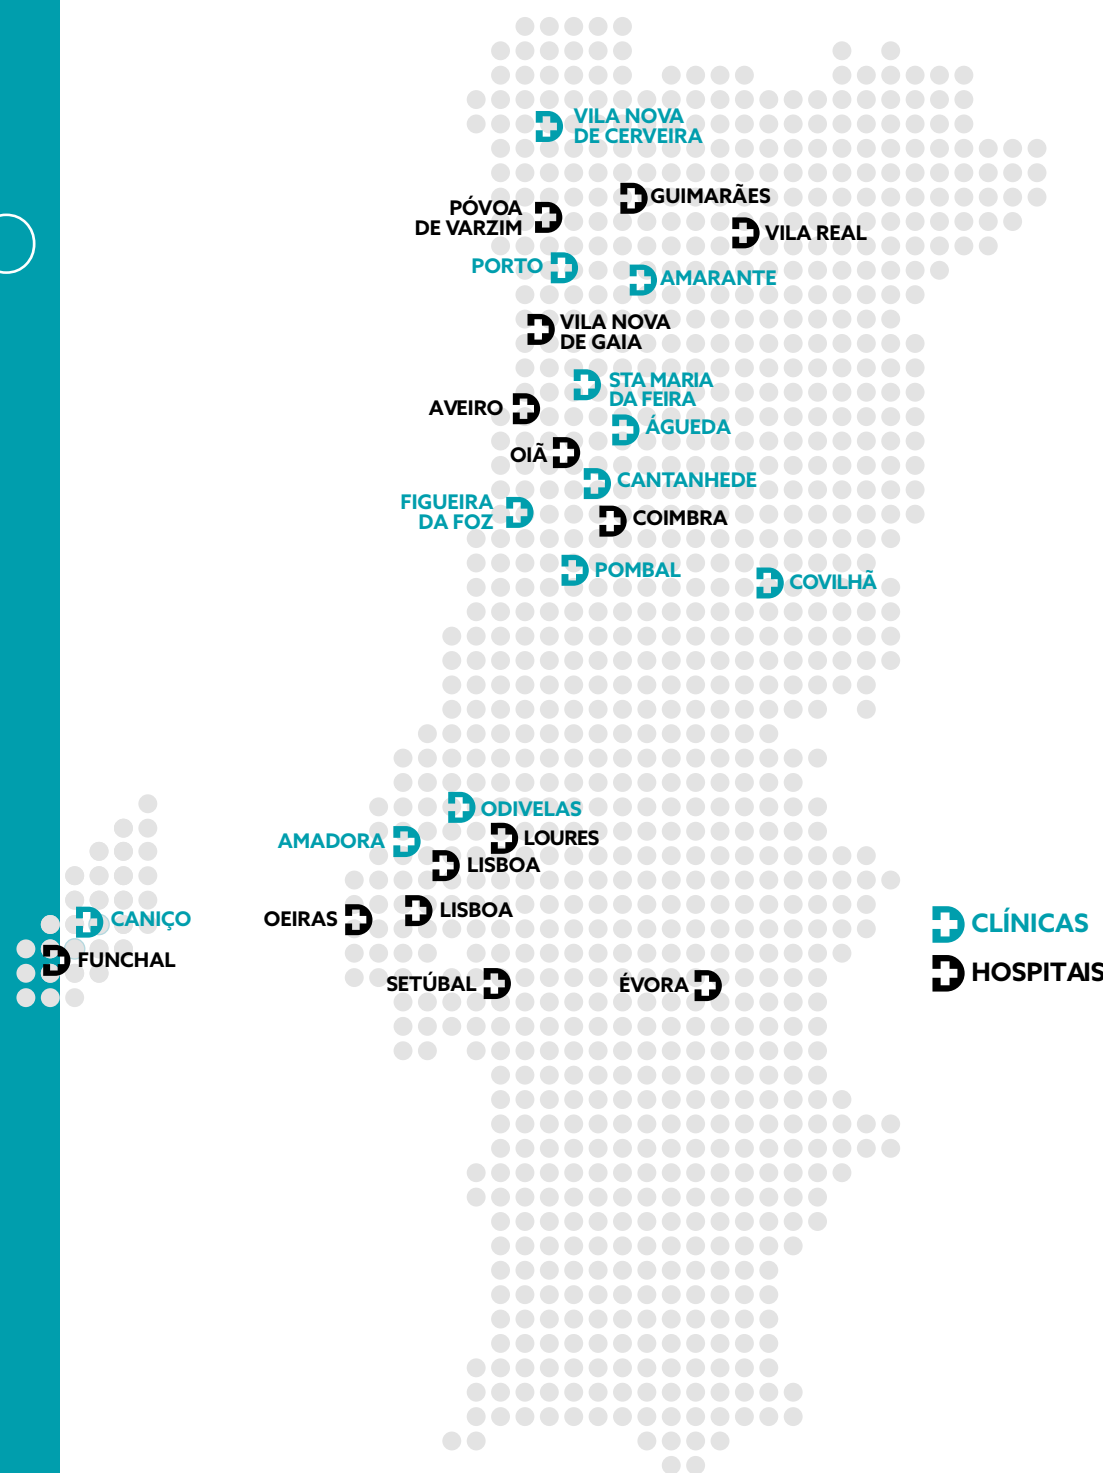 VILA NOVA
DE CERVEIRA
GUIMARÃES
PÓVOA
DE VARZIM
VILA REAL
PORTO
AMARANTE
VILA NOVA
DE GAIA
STA MARIA
DA FEIRA
AVEIRO
ÁGUEDA
OIÃ
CANTANHEDE
FIGUEIRA
DA FOZ
COIMBRA
POMBAL
COVILHÃ
ODIVELAS
AMADORA
LOURES
LISBOA
CANIÇO
OEIRAS
LISBOA
CLÍNICAS
FUNCHAL
HOSPITAIS
SETÚBAL
ÉVORA